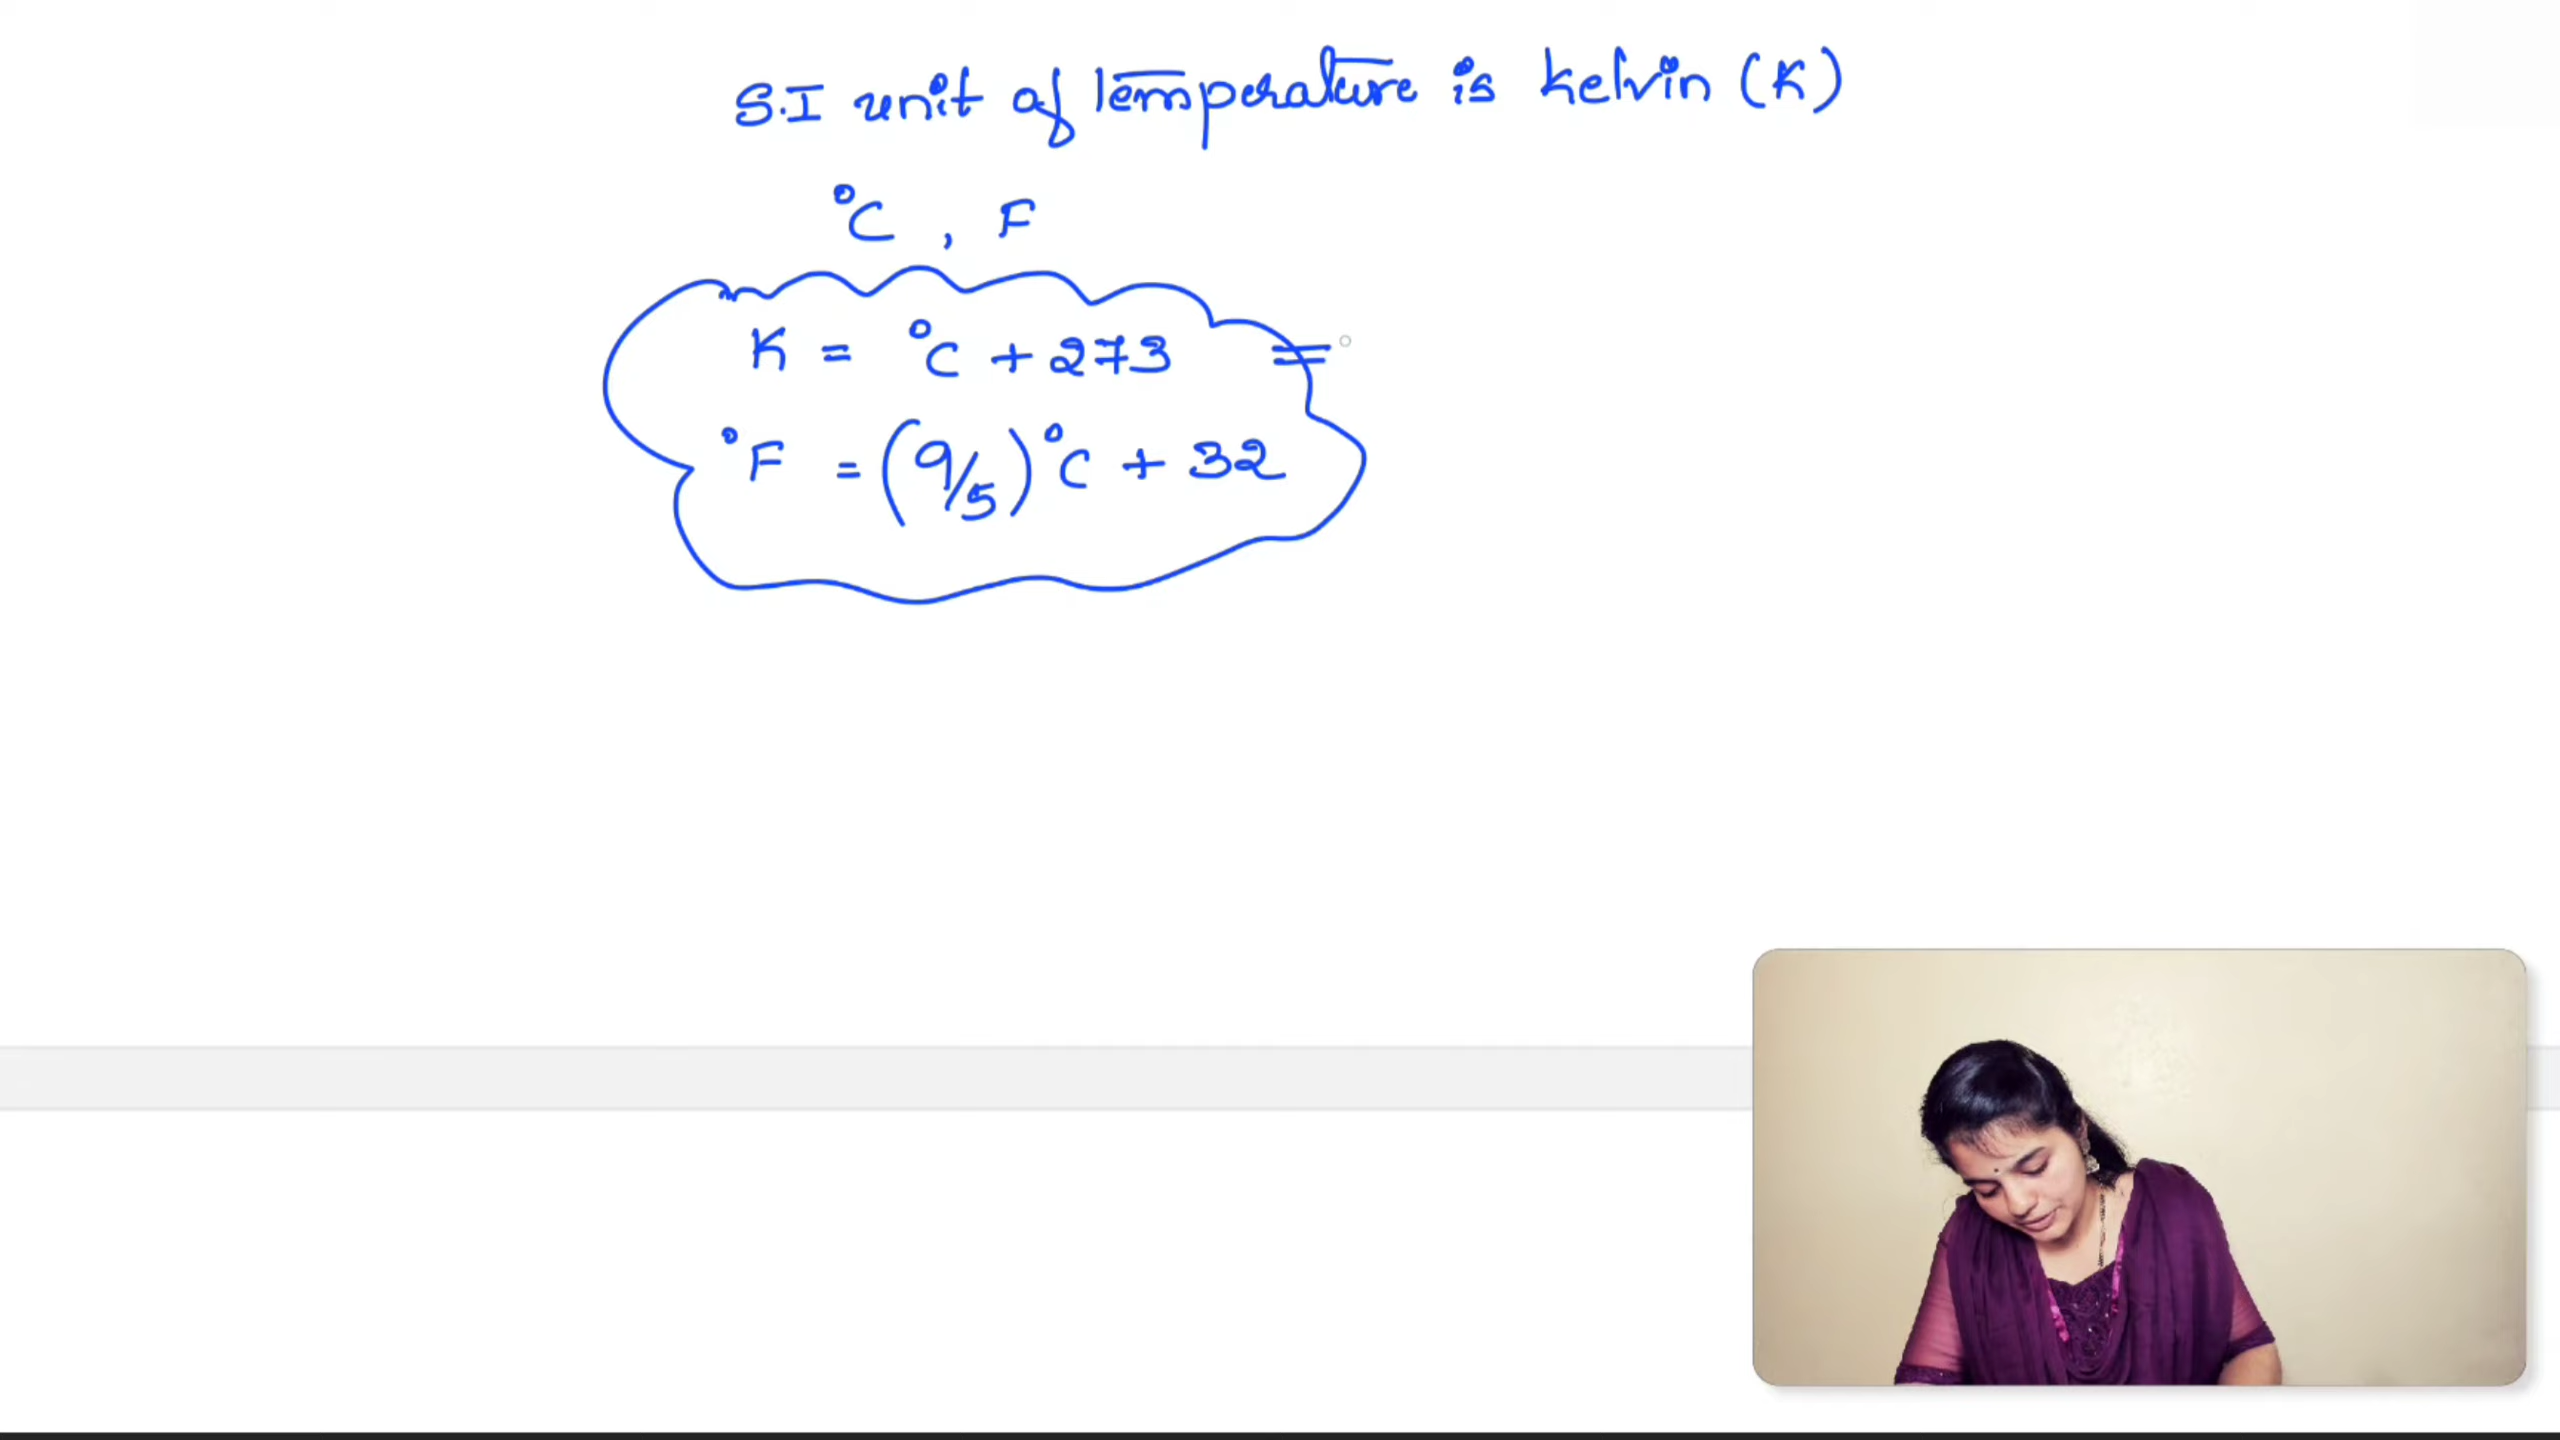 S.I unit of Temperature is kelvin (K)
°C , F
K = °C + 273 =
°F = (9/5)°C + 32